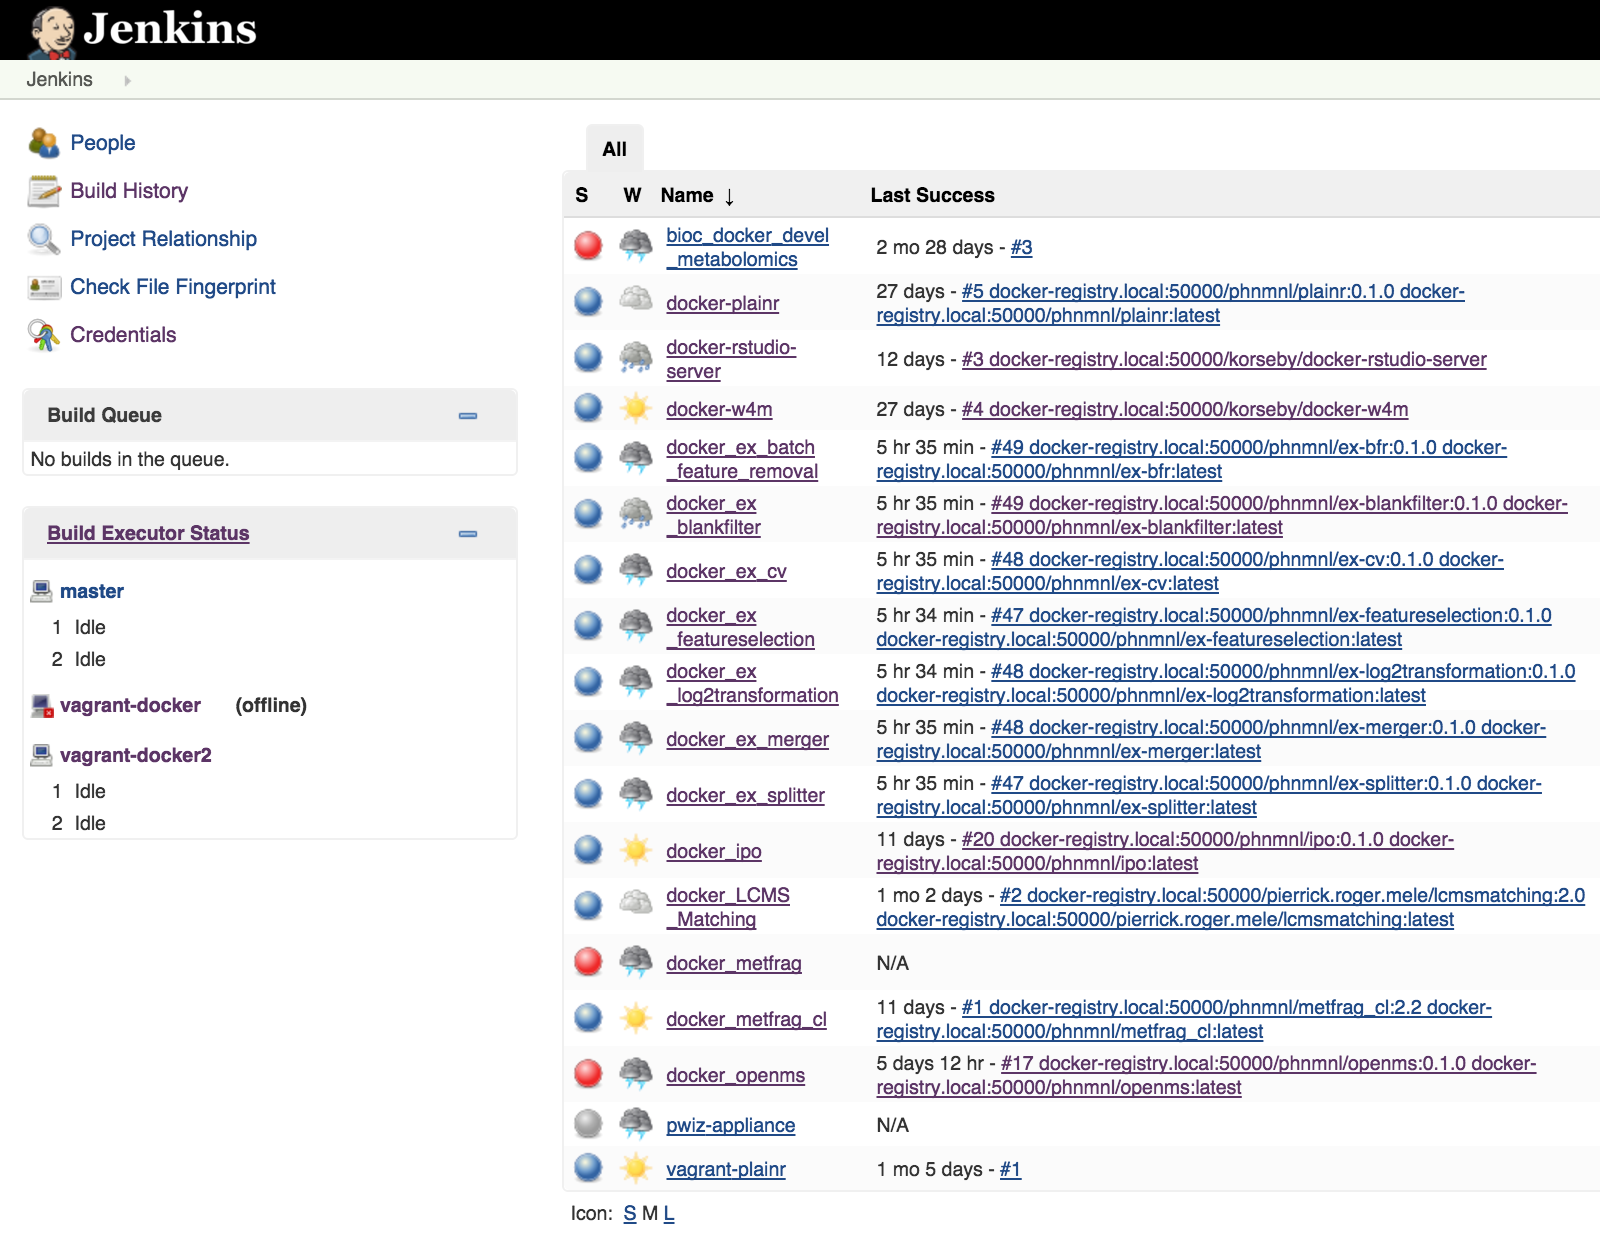 Jenkins
Jenkins
People
Build History
Project Relationship
Check File Fingerprint
Credentials
Build Queue
No builds in the queue.
Build Executor Status
master
1 Idle
2 Idle
vagrant-docker (offline)
vagrant-docker2
1 Idle
2 Idle
All
S W Name ↓ Last Success
bioc_docker_devel
_metabolomics
2 mo 28 days - #3
docker-plainr
27 days - #5 docker-registry.local:50000/phnmnl/plainr:0.1.0 docker-
registry.local:50000/phnmnl/plainr:latest
docker-rstudio-
server
12 days - #3 docker-registry.local:50000/korseby/docker-rstudio-server
docker-w4m
27 days - #4 docker-registry.local:50000/korseby/docker-w4m
docker_ex_batch
_feature_removal
5 hr 35 min - #49 docker-registry.local:50000/phnmnl/ex-bfr:0.1.0 docker-
registry.local:50000/phnmnl/ex-bfr:latest
docker_ex
_blankfilter
5 hr 35 min - #49 docker-registry.local:50000/phnmnl/ex-blankfilter:0.1.0 docker-
registry.local:50000/phnmnl/ex-blankfilter:latest
docker_ex_cv
5 hr 35 min - #48 docker-registry.local:50000/phnmnl/ex-cv:0.1.0 docker-
registry.local:50000/phnmnl/ex-cv:latest
docker_ex
_featureselection
5 hr 34 min - #47 docker-registry.local:50000/phnmnl/ex-featureselection:0.1.0
docker-registry.local:50000/phnmnl/ex-featureselection:latest
docker_ex
_log2transformation
5 hr 34 min - #48 docker-registry.local:50000/phnmnl/ex-log2transformation:0.1.0
docker-registry.local:50000/phnmnl/ex-log2transformation:latest
docker_ex_merger
5 hr 35 min - #48 docker-registry.local:50000/phnmnl/ex-merger:0.1.0 docker-
registry.local:50000/phnmnl/ex-merger:latest
docker_ex_splitter
5 hr 35 min - #47 docker-registry.local:50000/phnmnl/ex-splitter:0.1.0 docker-
registry.local:50000/phnmnl/ex-splitter:latest
docker_ipo
11 days - #20 docker-registry.local:50000/phnmnl/ipo:0.1.0 docker-
registry.local:50000/phnmnl/ipo:latest
docker_LCMS
_Matching
1 mo 2 days - #2 docker-registry.local:50000/pierrick.roger.mele/lcmsmatching:2.0
docker-registry.local:50000/pierrick.roger.mele/lcmsmatching:latest
docker_metfrag
N/A
docker_metfrag_cl
11 days - #1 docker-registry.local:50000/phnmnl/metfrag_cl:2.2 docker-
registry.local:50000/phnmnl/metfrag_cl:latest
docker_openms
5 days 12 hr - #17 docker-registry.local:50000/phnmnl/openms:0.1.0 docker-
registry.local:50000/phnmnl/openms:latest
pwiz-appliance
N/A
vagrant-plainr
1 mo 5 days - #1
Icon: S M L